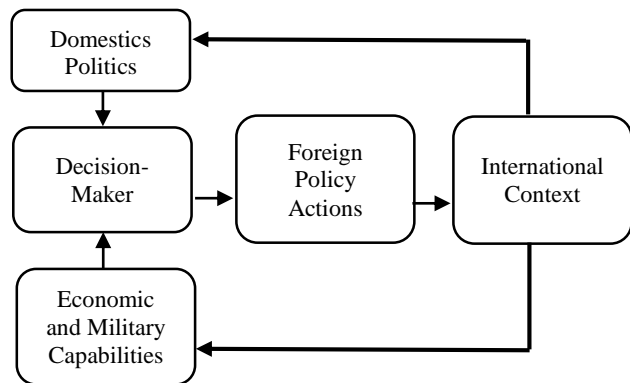 Domestics
Politics
Decision-
Maker
Foreign
Policy
Actions
International
Context
Economic
and Military
Capabilities